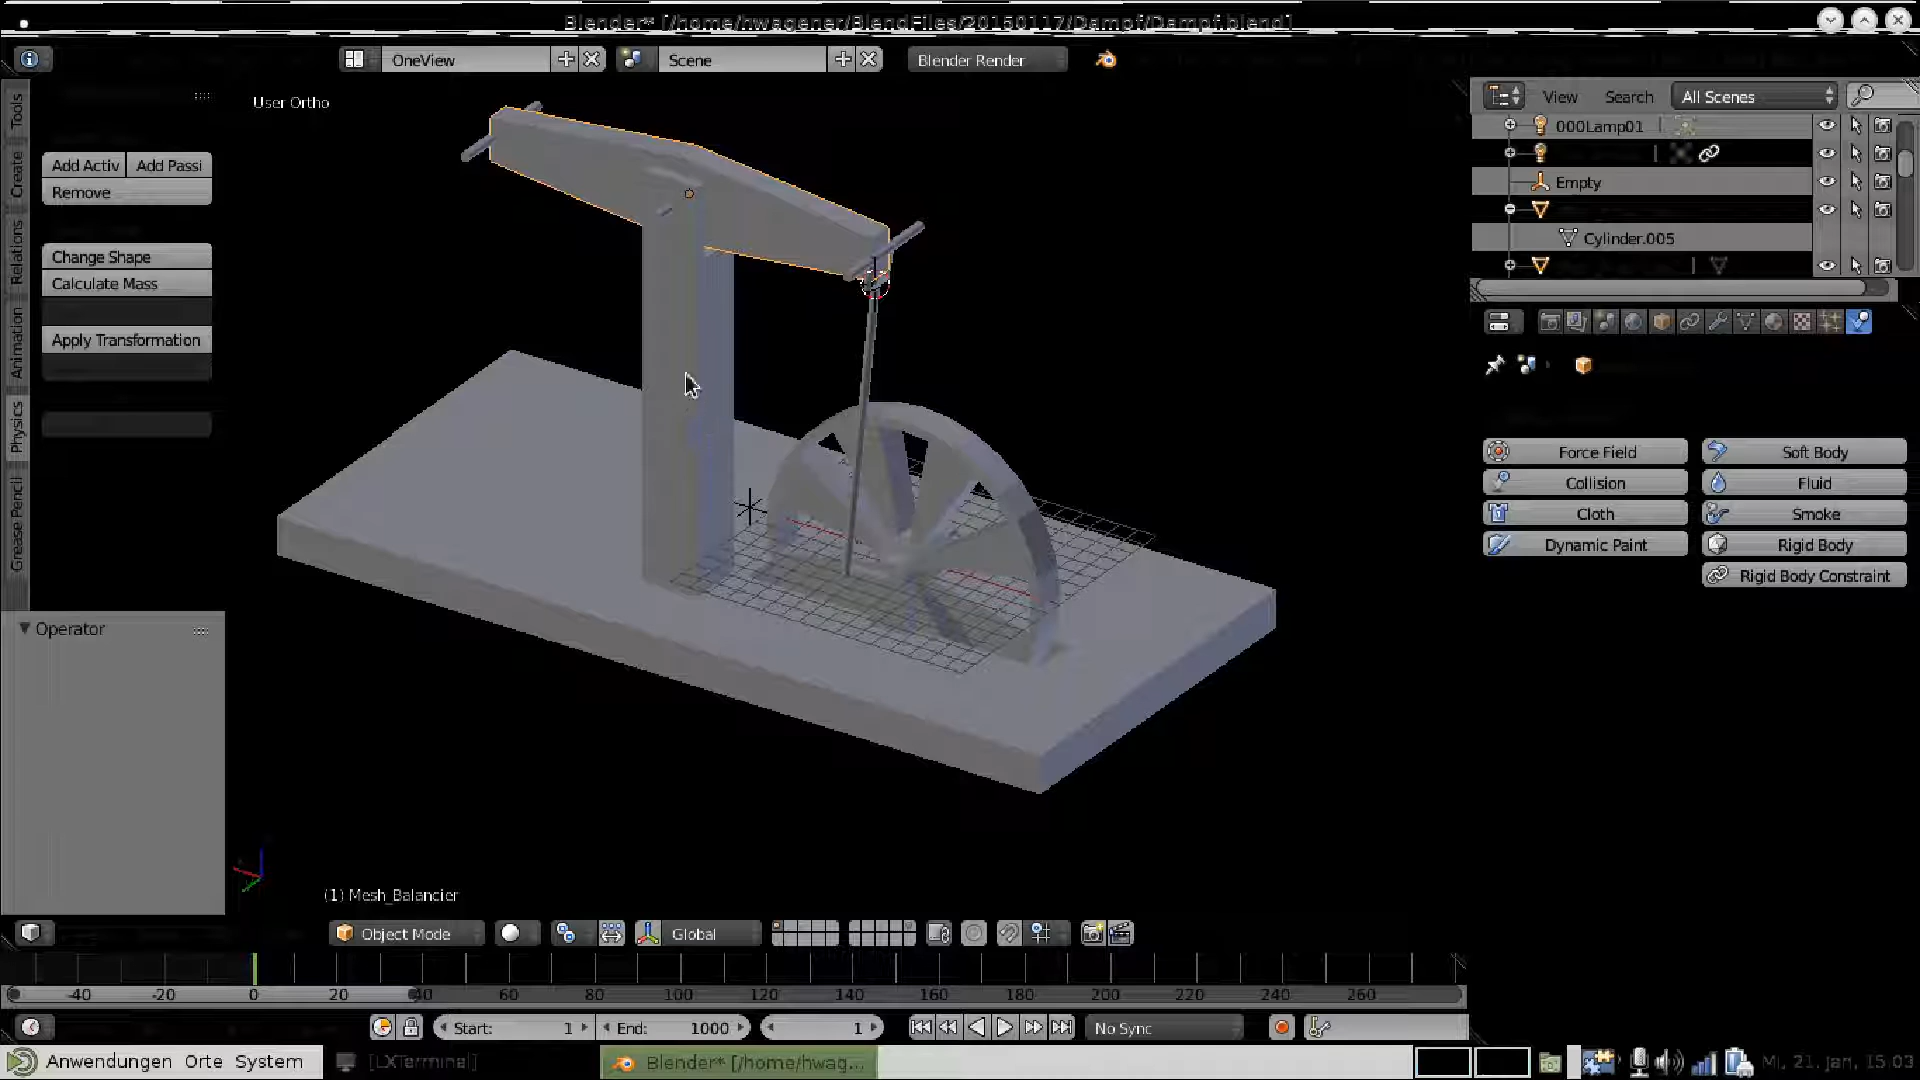 Blender* [/home/hwagener/BlendFiles/20150117/Dampf/Dampf.blend]
OneView
Scene
Blender Render
User Ortho
View
Search
All Scenes
Tools
Create
Relations
Animation
Physics
Grease Pencil
Add Activ
Add Passi
Remove
Change Shape
Calculate Mass
Apply Transformation
Operator
000Lamp01
Empty
Cylinder.005
Force Field
Soft Body
Collision
Fluid
Cloth
Smoke
Dynamic Paint
Rigid Body
Rigid Body Constraint
(1) Mesh_Balancier
Object Mode
Global
-40 -20 0 20 40 60 80 100 120 140 160 180 200 220 240 260
Start: 1
End: 1000
1
No Sync
Anwendungen Orte System
[LXTerminal]
Blender* [/home/hwag...
Mi, 21. Jan, 15:03